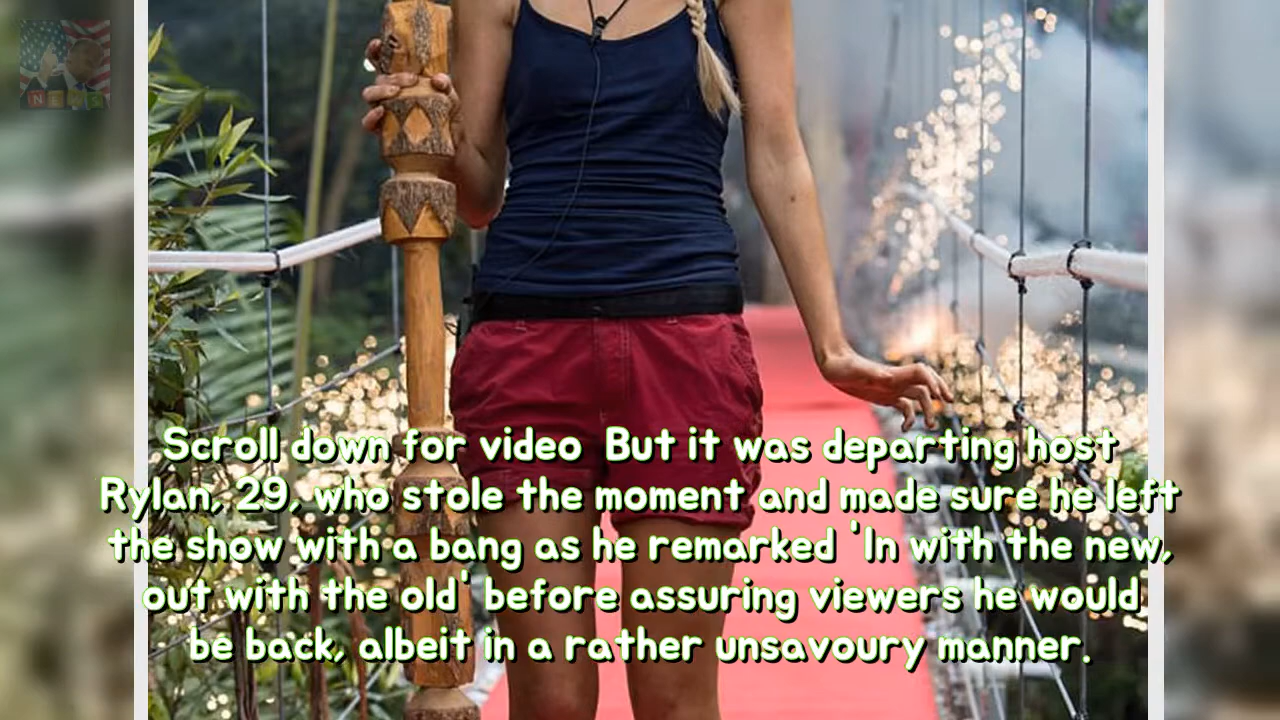 NEWS
Scroll down for video  But it was departing host
Rylan, 29, who stole the moment and made sure he left
the show with a bang as he remarked 'In with the new,
out with the old' before assuring viewers he would
be back, albeit in a rather unsavoury manner.